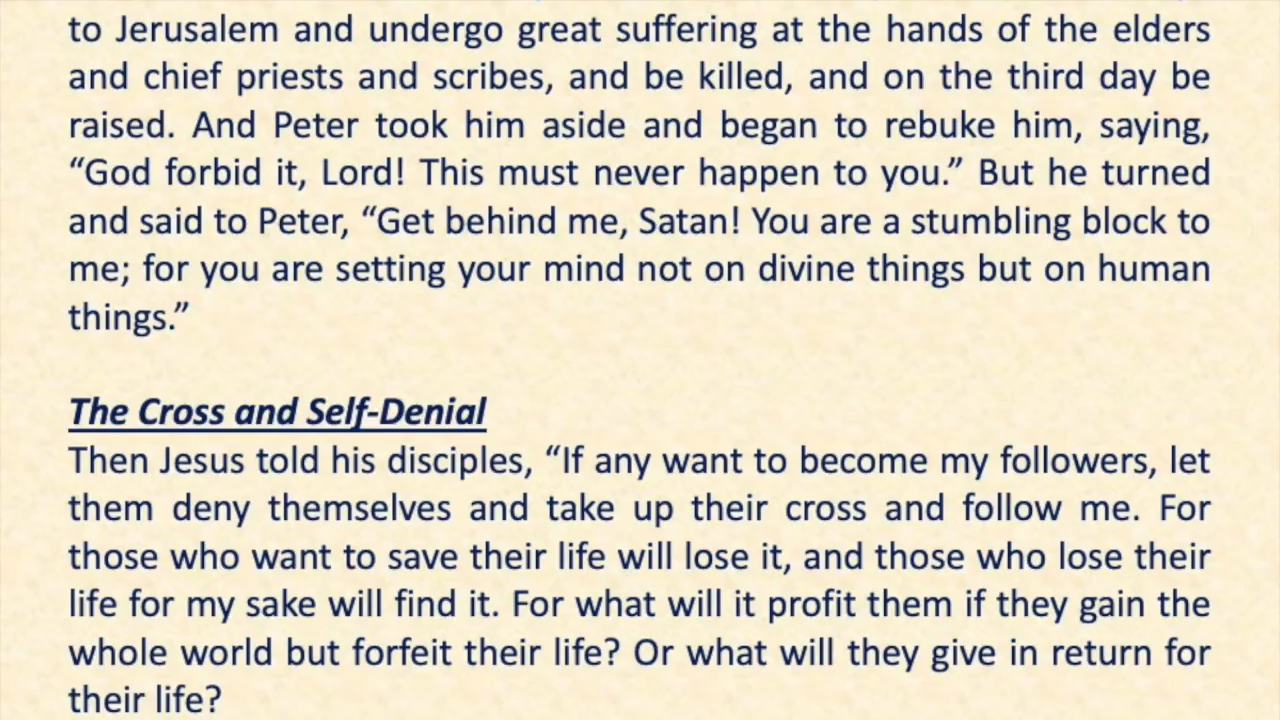 to Jerusalem and undergo great suffering at the hands of the elders
and chief priests and scribes, and be killed, and on the third day be
raised. And Peter took him aside and began to rebuke him, saying,
“God forbid it, Lord! This must never happen to you.” But he turned
and said to Peter, “Get behind me, Satan! You are a stumbling block to
me; for you are setting your mind not on divine things but on human
things.”
The Cross and Self-Denial
Then Jesus told his disciples, “If any want to become my followers, let
them deny themselves and take up their cross and follow me. For
those who want to save their life will lose it, and those who lose their
life for my sake will find it. For what will it profit them if they gain the
whole world but forfeit their life? Or what will they give in return for
their life?